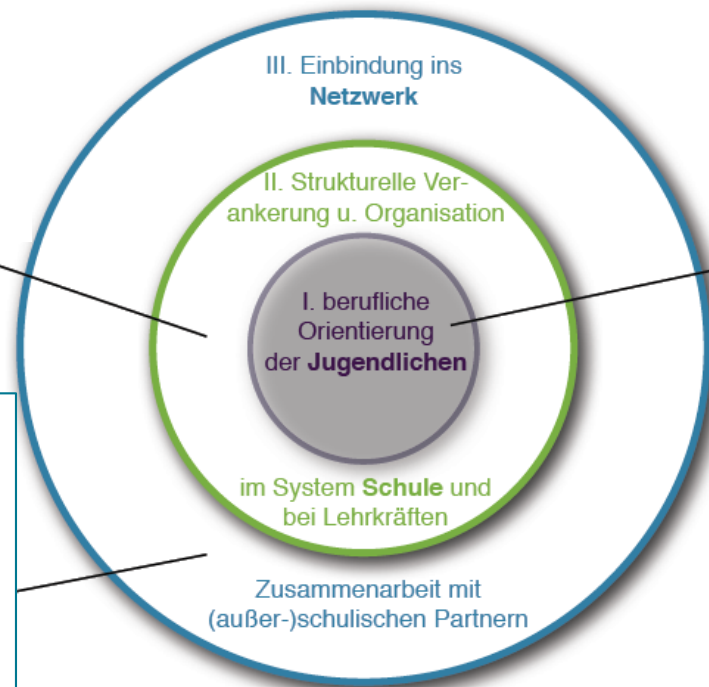 III. Einbindung ins
Netzwerk
II. Strukturelle Ver-
ankerung u. Organisation
I. berufliche
Orientierung
der Jugendlichen
im System Schule und
bei Lehrkräften
Zusammenarbeit mit
(außer-)schulischen Partnern